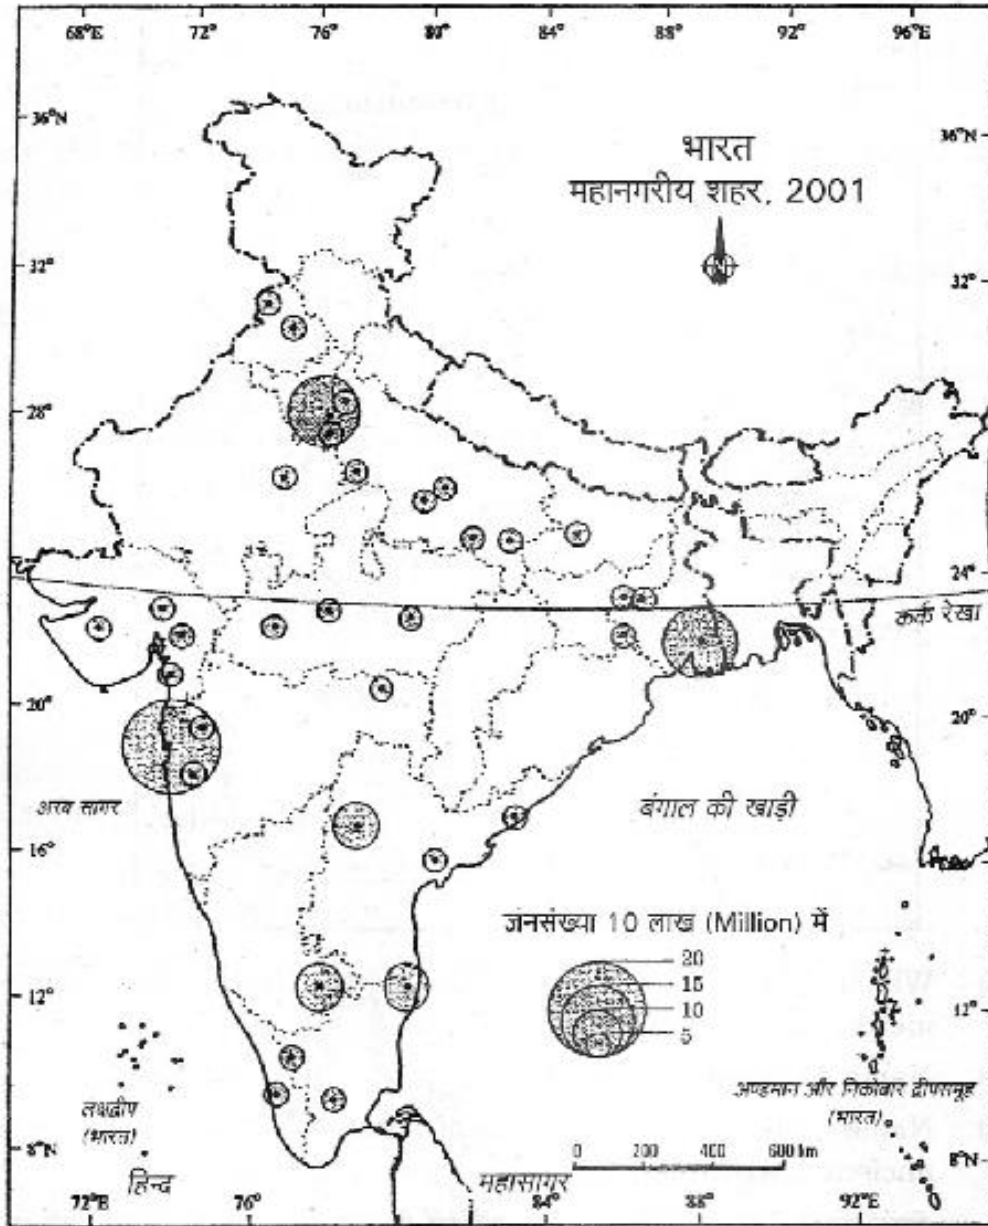 68°E 72° 76° 80° 84° 88° 92° 96°E
36°N 36°N
भारत
महानगरीय शहर, 2001
32° 32°
28° 28°
24° 24°
कर्क रेखा
20° 20°
अरब सागर
बंगाल की खाड़ी
16° 16°
जनसंख्या 10 लाख (Million) में
20
15
10
5
12° 12°
लक्षद्वीप
(भारत)
अण्डमान और निकोबार द्वीपसमूह
(भारत)
0 200 400 600 km
8°N 8°N
हिन्द महासागर
72°E 76° 84° 88° 92°E